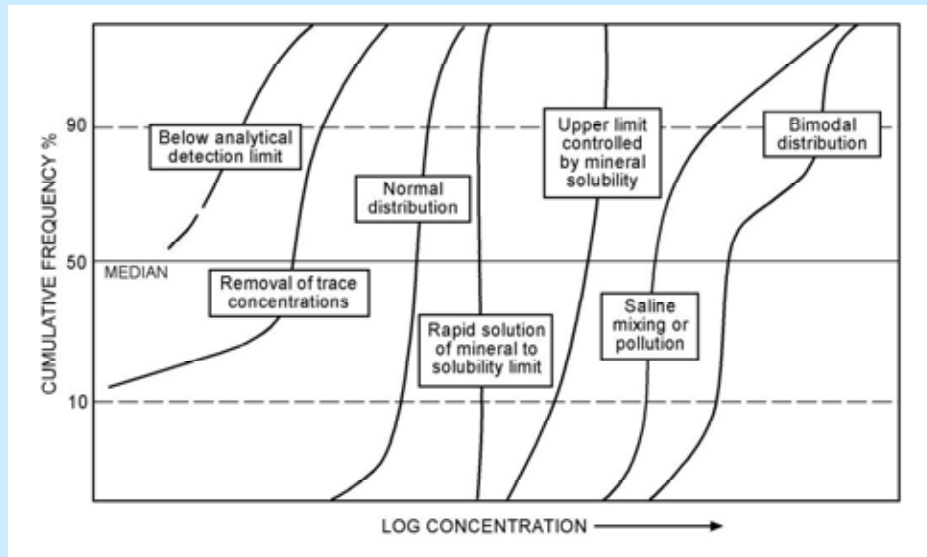 CUMULATIVE FREQUENCY %
90
50
10
MEDIAN
Below analytical
detection limit
Removal of trace
concentrations
Normal
distribution
Rapid solution
of mineral to
solubility limit
Upper limit
controlled
by mineral
solubility
Saline
mixing or
pollution
Bimodal
distribution
LOG CONCENTRATION